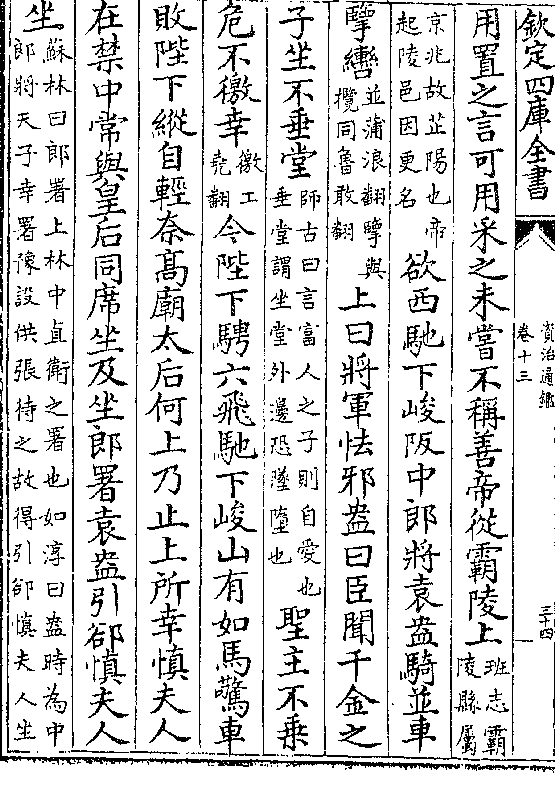 欽定四庫全書
資治通鑑
卷十三
三十四
用置之言可用采之未嘗不稱善帝從霸陵上班志霸陵縣屬
京兆故芷陽也帝起陵邑因更名欲西馳下峻阪中郎將袁盎騎並車
擥轡並蒲浪翻擥與攬同魯敢翻上曰將軍怯邪盎曰臣聞千金之
子坐不垂堂師古曰言富人之子則自愛也垂堂謂坐堂外邊恐墜墮也聖主不乗
危不徼幸徼工堯翻今陛下騁六飛馳下峻山有如馬驚車
敗陛下縱自輕奈髙廟太后何上乃止上所幸慎夫人
在禁中常與皇后同席坐及坐郎署袁盎引郤慎夫人
坐蘇林曰郎署上林中直衛之署也如淳曰盎時為中郎將天子幸署豫設供張待之故得引郤慎夫人坐